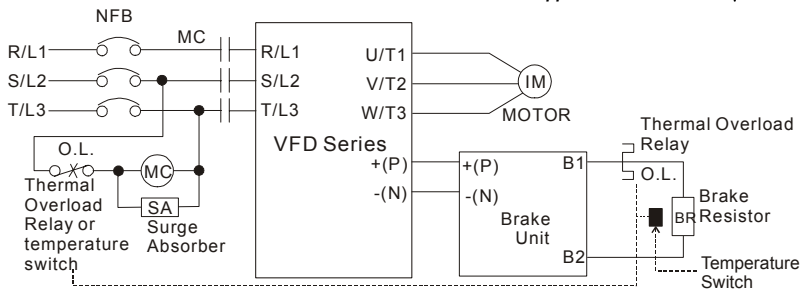 NFB
MC
R/L1
R/L1
U/T1
S/L2
S/L2
V/T2
IM
T/L3
T/L3
W/T3
MOTOR
VFD Series
O.L.
MC
SA
Surge
Absorber
Thermal
Overload
Relay or
temperature
switch
+(P)
-(N)
+(P)
-(N)
B1
Brake
Unit
B2
Thermal Overload
Relay
O.L.
BR
Brake
Resistor
Temperature
Switch